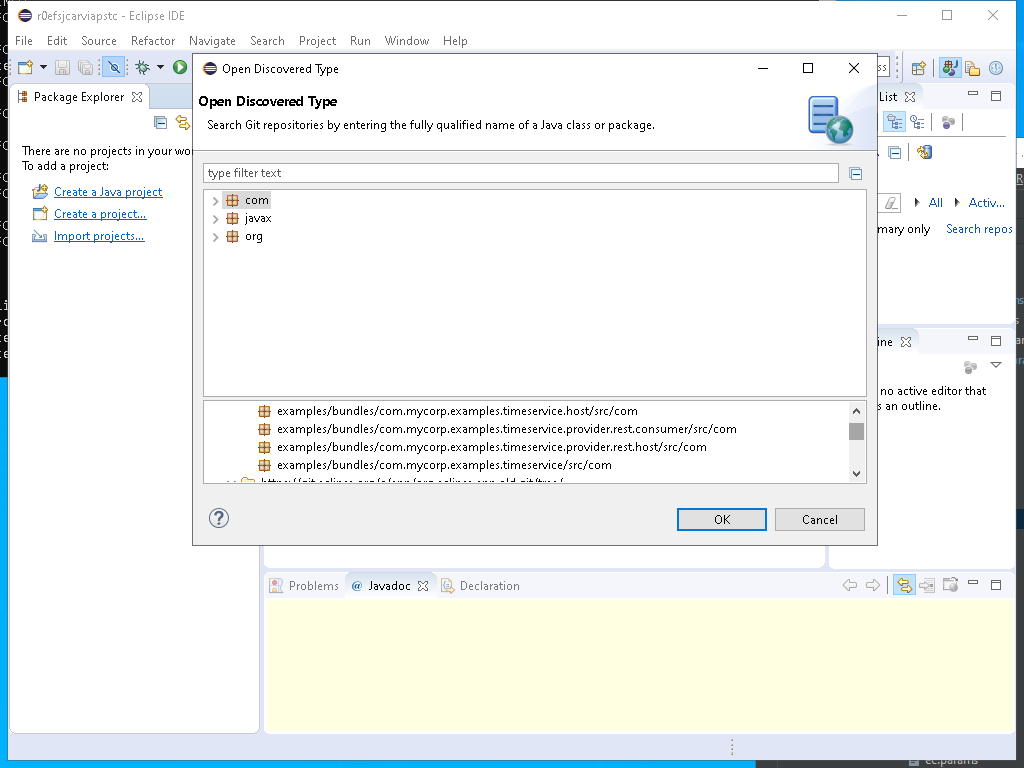 r0efsjcarviapstc - Eclipse IDE
File Edit Source Refactor Navigate Search Project Run Window Help
Open Discovered Type
Package Explorer
List
Open Discovered Type
Search Git repositories by entering the fully qualified name of a Java class or package.
There are no projects in your
To add a project:
type filter text
Create a Java project
com
All Activ...
Create a project...
javax
Import projects...
org
only Search repos
no active editor that
an outline.
examples/bundles/com.mycorp.examples.timeservice.host/src/com
examples/bundles/com.mycorp.examples.timeservice.provider.rest.consumer/src/com
examples/bundles/com.mycorp.examples.timeservice.provider.rest.host/src/com
examples/bundles/com.mycorp.examples.timeservice/src/com
OK Cancel
Problems @ Javadoc Declaration
ec.params